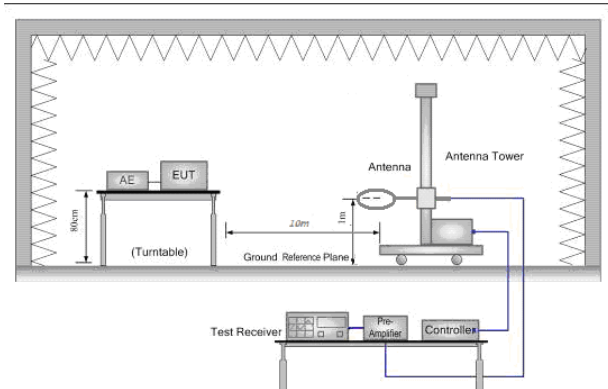 Antenna Tower
Antenna
EUT
AE
80cm
(Turntable)
10m
1m
Ground Reference Plane
Test Receiver
Pre-
Amplifier
Controller